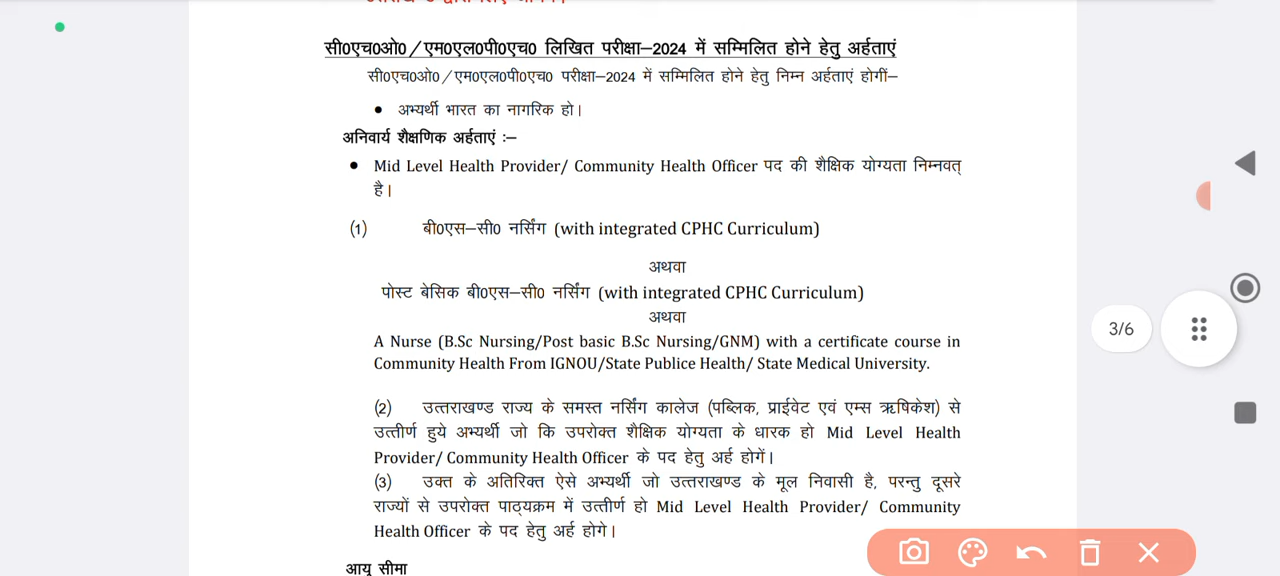 सी0एच0ओ0/एम0एल0पी0एच0 लिखित परीक्षा–2024 में सम्मिलित होने हेतु अर्हताएं
सी0एच0ओ0/एम0एल0पी0एच0 परीक्षा–2024 में सम्मिलित होने हेतु निम्न अर्हताएं होगीं–
• अभ्यर्थी भारत का नागरिक हो।
अनिवार्य शैक्षणिक अर्हताएं :–
• Mid Level Health Provider/ Community Health Officer पद की शैक्षिक योग्यता निम्नवत्
है।
(1) बी0एस–सी0 नर्सिंग (with integrated CPHC Curriculum)
अथवा
पोस्ट बेसिक बी0एस–सी0 नर्सिंग (with integrated CPHC Curriculum)
अथवा
A Nurse (B.Sc Nursing/Post basic B.Sc Nursing/GNM) with a certificate course in
Community Health From IGNOU/State Publice Health/ State Medical University.
(2) उत्तराखण्ड राज्य के समस्त नर्सिंग कालेज (पब्लिक, प्राईवेट एवं एम्स ऋषिकेश) से
उत्तीर्ण हुये अभ्यर्थी जो कि उपरोक्त शैक्षिक योग्यता के धारक हो Mid Level Health
Provider/ Community Health Officer के पद हेतु अर्ह होगें।
(3) उक्त के अतिरिक्त ऐसे अभ्यर्थी जो उत्तराखण्ड के मूल निवासी है, परन्तु दूसरे
राज्यों से उपरोक्त पाठ्यक्रम में उत्तीर्ण हो Mid Level Health Provider/ Community
Health Officer के पद हेतु अर्ह होगे।
आयु सीमा
3/6